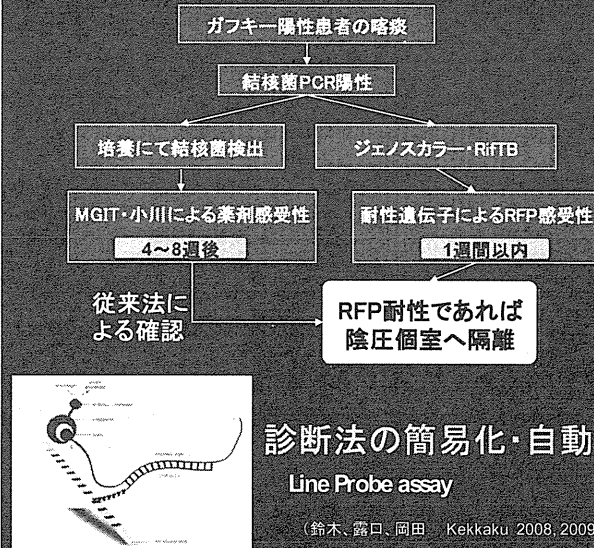 ガフキー陽性患者の喀痰
結核菌PCR陽性
培養にて結核菌検出
ジェノスカラー・RifTB
MGIT・小川による薬剤感受性
4～8週後
耐性遺伝子によるRFP感受性
1週間以内
従来法に
よる確認
RFP耐性であれば
陰圧個室へ隔離
診断法の簡易化・自動
Line Probe assay
（鈴木、露口、岡田 Kekkaku 2008, 2009